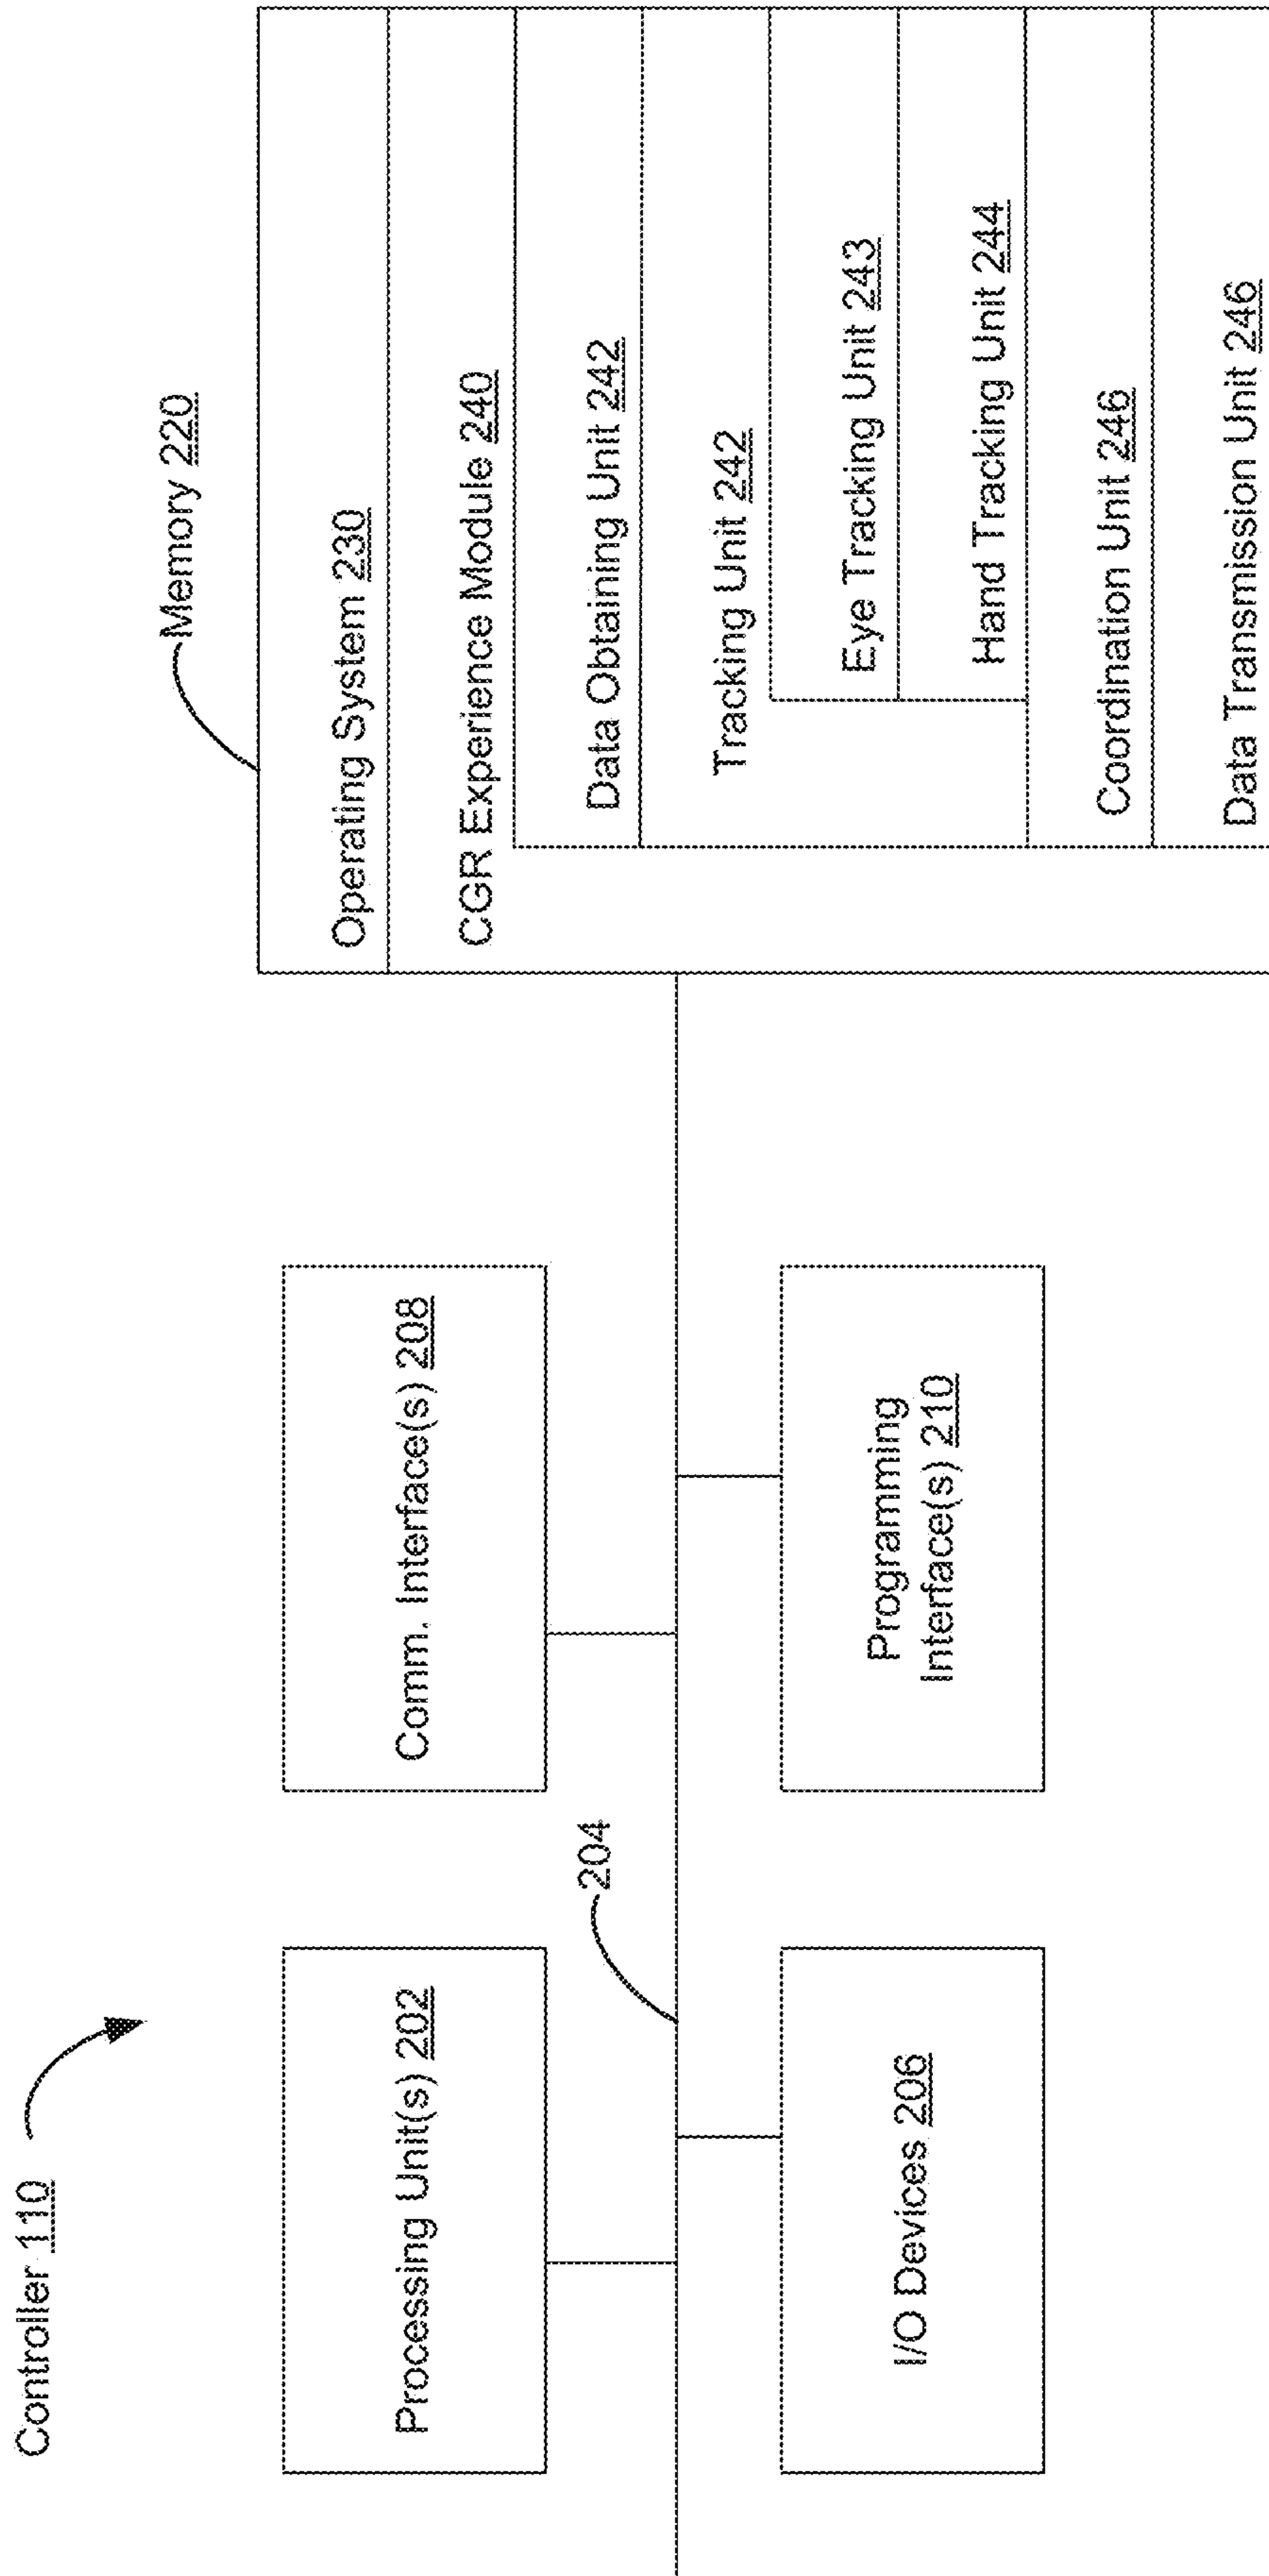 Controller 110
Memory 220
Processing Unit(s) 202
Comm. Interface(s) 208
204
I/O Devices 206
Programming
Interface(s) 210
Operating System 230
CGR Experience Module 240
Data Obtaining Unit 242
Tracking Unit 242
Eye Tracking Unit 243
Hand Tracking Unit 244
Coordination Unit 246
Data Transmission Unit 246